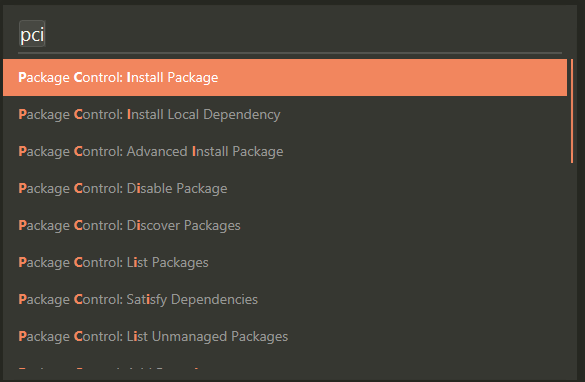 pci
Package Control: Install Package
Package Control: Install Local Dependency
Package Control: Advanced Install Package
Package Control: Disable Package
Package Control: Discover Packages
Package Control: List Packages
Package Control: Satisfy Dependencies
Package Control: List Unmanaged Packages